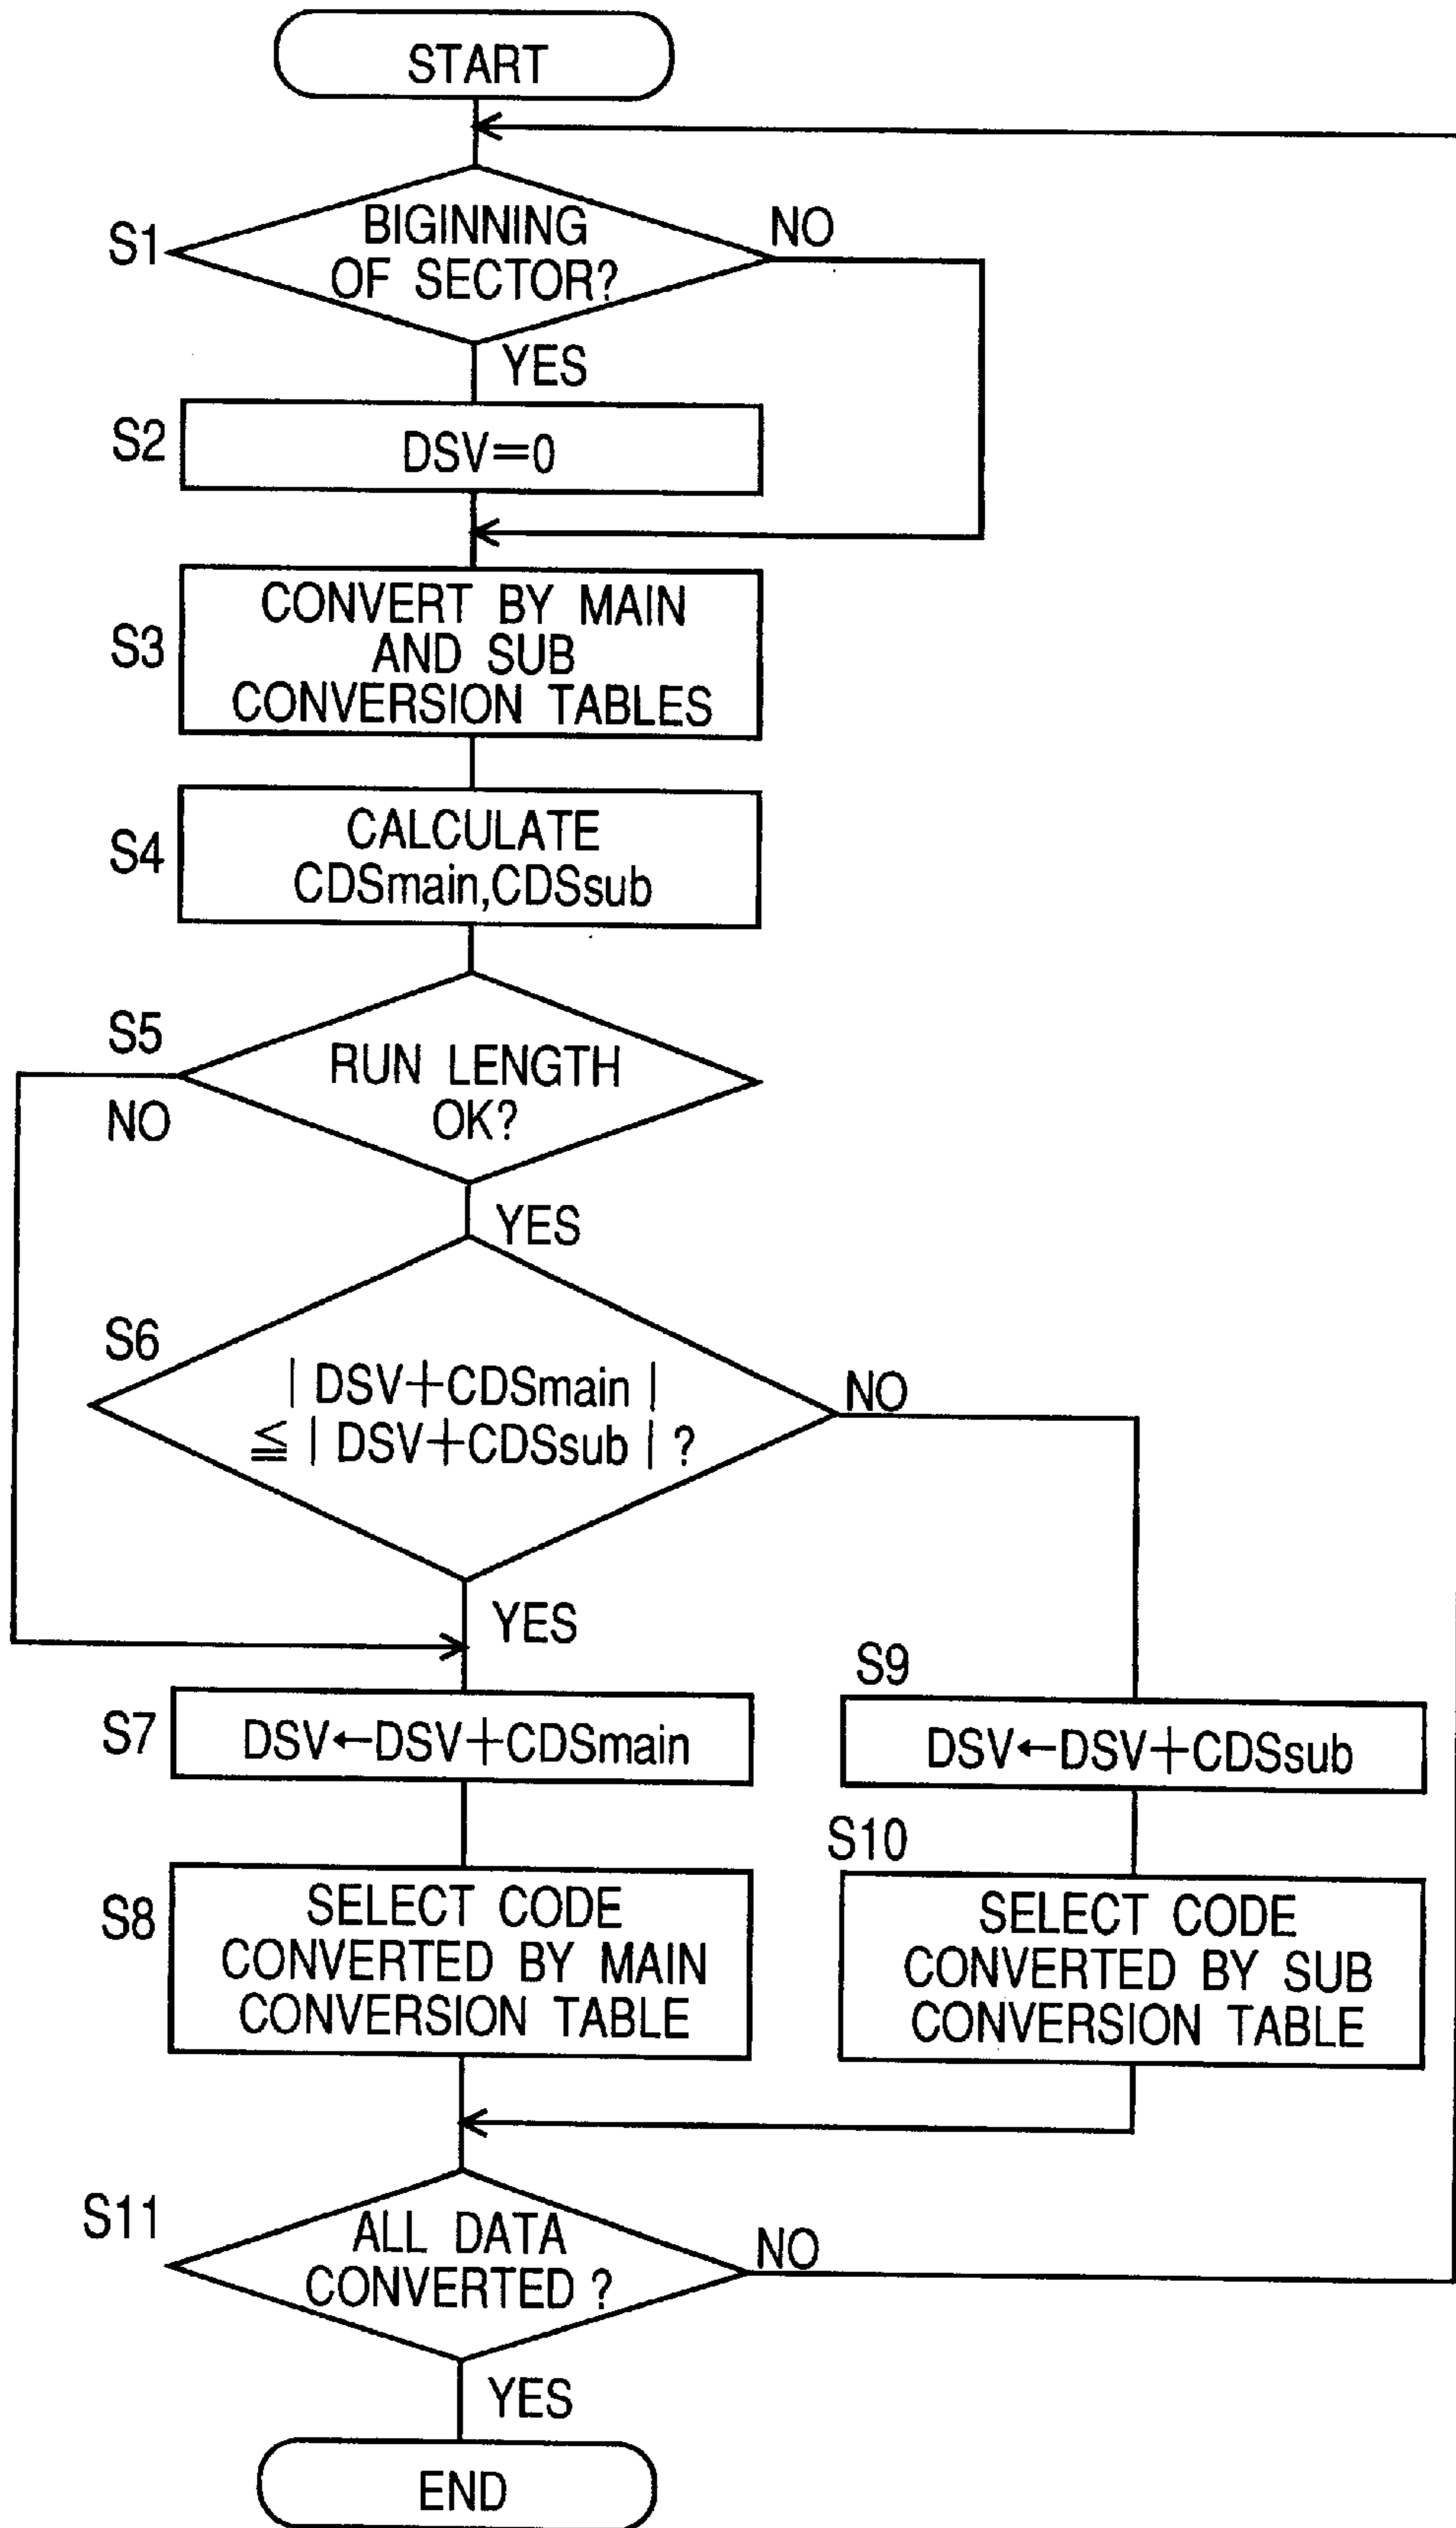 START
S1
BIGINNING
OF SECTOR?
NO
YES
S2
DSV=0
S3
CONVERT BY MAIN
AND SUB
CONVERSION TABLES
S4
CALCULATE
CDSmain,CDSsub
S5
RUN LENGTH
OK?
NO
YES
S6
| DSV+CDSmain |
≦ | DSV+CDSsub | ?
NO
YES
S7
DSV←DSV+CDSmain
S9
DSV←DSV+CDSsub
S8
SELECT CODE
CONVERTED BY MAIN
CONVERSION TABLE
S10
SELECT CODE
CONVERTED BY SUB
CONVERSION TABLE
S11
ALL DATA
CONVERTED ?
NO
YES
END